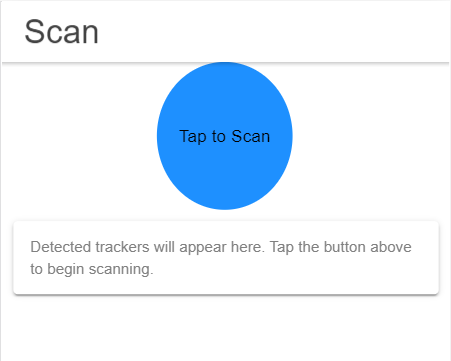 Scan
Tap to Scan
Detected trackers will appear here. Tap the button above
to begin scanning.